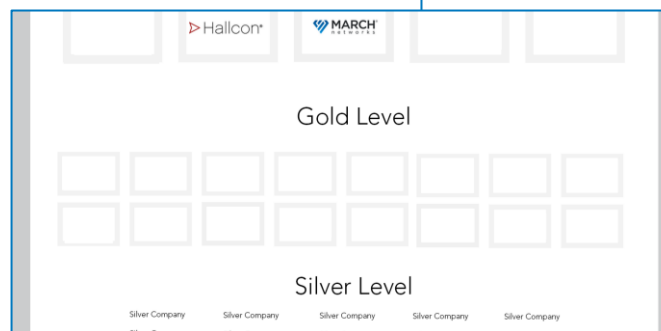 Hallcon
MARCH
networks
Gold Level
Silver Level
Silver Company Silver Company Silver Company Silver Company Silver Company